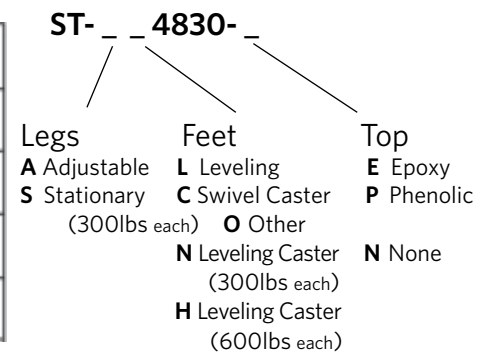 ST- _ _ 4830- _
Legs Feet Top
A Adjustable L Leveling E Epoxy
S Stationary C Swivel Caster P Phenolic
(300lbs each) O Other
N Leveling Caster N None
(300lbs each)
H Leveling Caster
(600lbs each)